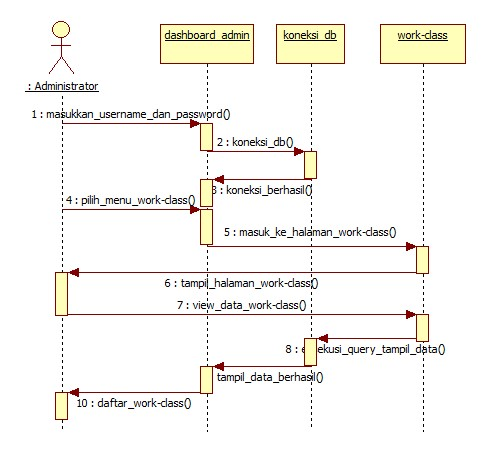 dashboard_admin
koneksi_db
work-class
: Administrator
1 : masukkan_username_dan_password()
2 : koneksi_db()
3 : koneksi_berhasil()
4 : pilih_menu_work-class()
5 : masuk_ke_halaman_work-class()
6 : tampil_halaman_work-class()
7 : view_data_work-class()
8 : eksekusi_query_tampil_data()
tampil_data_berhasil()
10 : daftar_work-class()